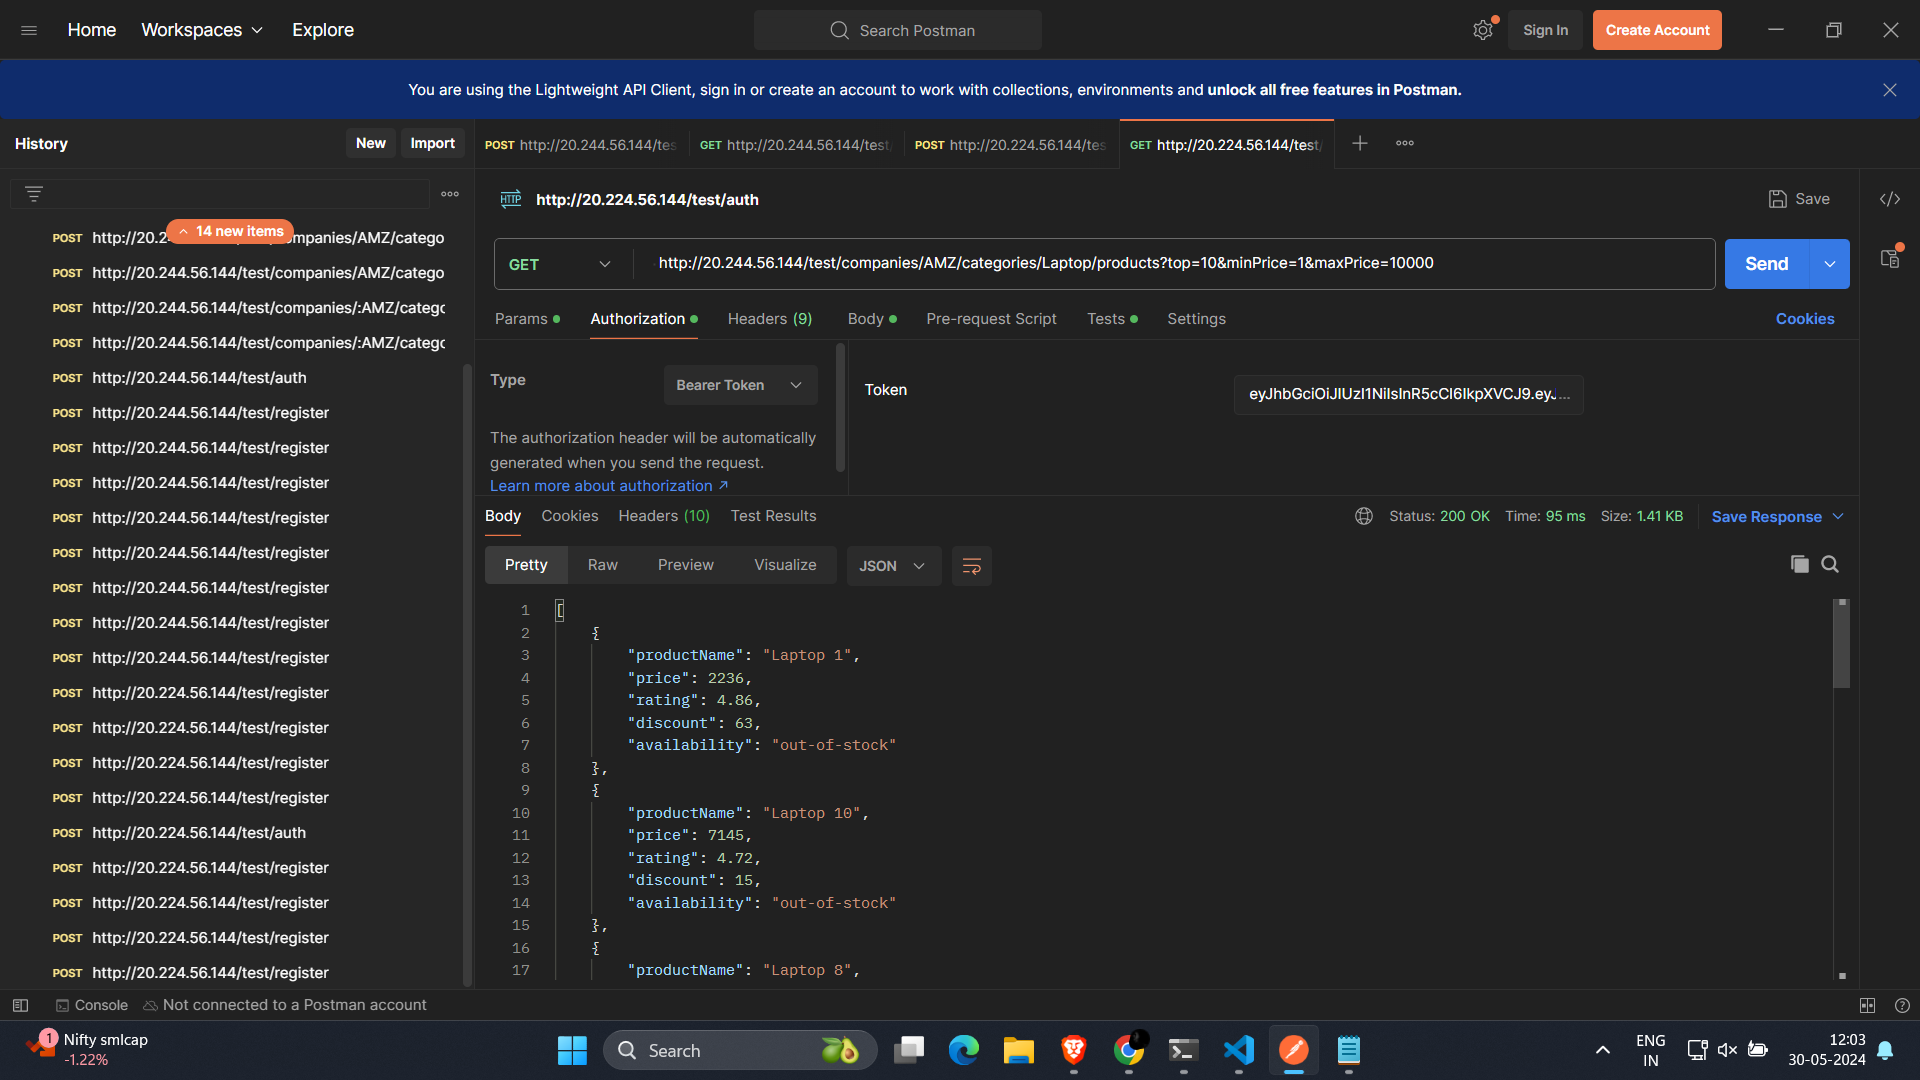 Home
Workspaces
Explore
Search Postman
Sign In
Create Account
You are using the Lightweight API Client, sign in or create an account to work with collections, environments and unlock all free features in Postman.
History
New
Import
POST http://20.244.56.144/tes
GET http://20.244.56.144/test/
POST http://20.224.56.144/tes
GET http://20.224.56.144/test/
14 new items
POST http://20.2 ompanies/AMZ/catego
POST http://20.244.56.144/test/companies/AMZ/catego
POST http://20.244.56.144/test/companies/:AMZ/catego
POST http://20.244.56.144/test/companies/:AMZ/catego
POST http://20.244.56.144/test/auth
POST http://20.244.56.144/test/register
POST http://20.244.56.144/test/register
POST http://20.244.56.144/test/register
POST http://20.244.56.144/test/register
POST http://20.244.56.144/test/register
POST http://20.244.56.144/test/register
POST http://20.244.56.144/test/register
POST http://20.244.56.144/test/register
POST http://20.224.56.144/test/register
POST http://20.224.56.144/test/register
POST http://20.224.56.144/test/register
POST http://20.224.56.144/test/register
POST http://20.224.56.144/test/auth
POST http://20.224.56.144/test/register
POST http://20.224.56.144/test/register
POST http://20.224.56.144/test/register
POST http://20.224.56.144/test/register
HTTP http://20.224.56.144/test/auth
Save
GET
http://20.244.56.144/test/companies/AMZ/categories/Laptop/products?top=10&minPrice=1&maxPrice=10000
Send
Params
Authorization
Headers (9)
Body
Pre-request Script
Tests
Settings
Cookies
Type
Bearer Token
The authorization header will be automatically
generated when you send the request.
Learn more about authorization ↗
Token
eyJhbGciOiJIUzI1NiIsInR5cCI6IkpXVCJ9.eyJ...
Body
Cookies
Headers (10)
Test Results
Status: 200 OK
Time: 95 ms
Size: 1.41 KB
Save Response
Pretty
Raw
Preview
Visualize
JSON
1 [
2 {
3 "productName": "Laptop 1",
4 "price": 2236,
5 "rating": 4.86,
6 "discount": 63,
7 "availability": "out-of-stock"
8 },
9 {
10 "productName": "Laptop 10",
11 "price": 7145,
12 "rating": 4.72,
13 "discount": 15,
14 "availability": "out-of-stock"
15 },
16 {
17 "productName": "Laptop 8",
Console
Not connected to a Postman account
1
Nifty smlcap
-1.22%
Search
ENG
IN
12:03
30-05-2024